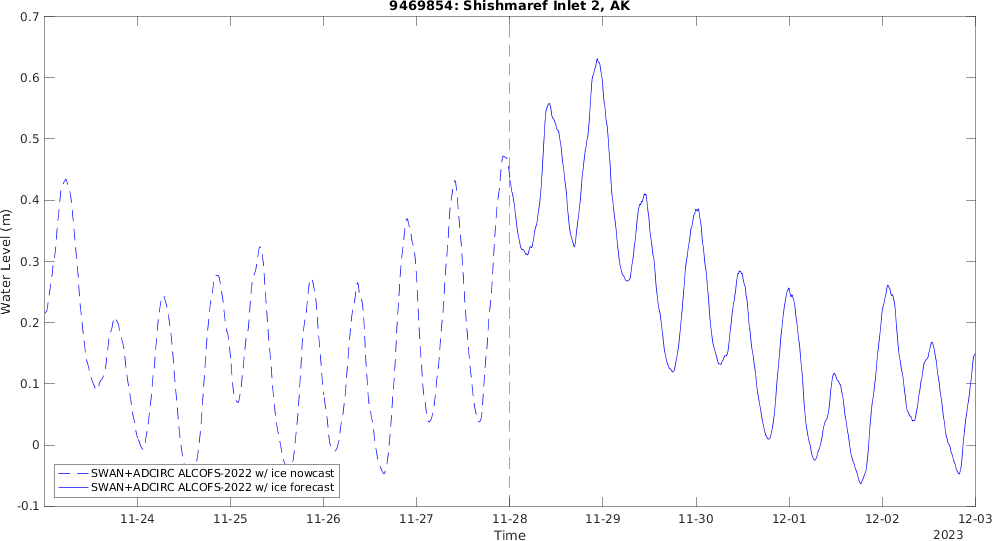 9469854: Shishmaref Inlet 2, AK
0.7
0.6
0.5
0.4
0.3
0.2
0.1
0
-0.1
Water Level (m)
SWAN+ADCIRC ALCOFS-2022 w/ ice nowcast
SWAN+ADCIRC ALCOFS-2022 w/ ice forecast
11-24 11-25 11-26 11-27 11-28 11-29 11-30 12-01 12-02 12-03
Time
2023